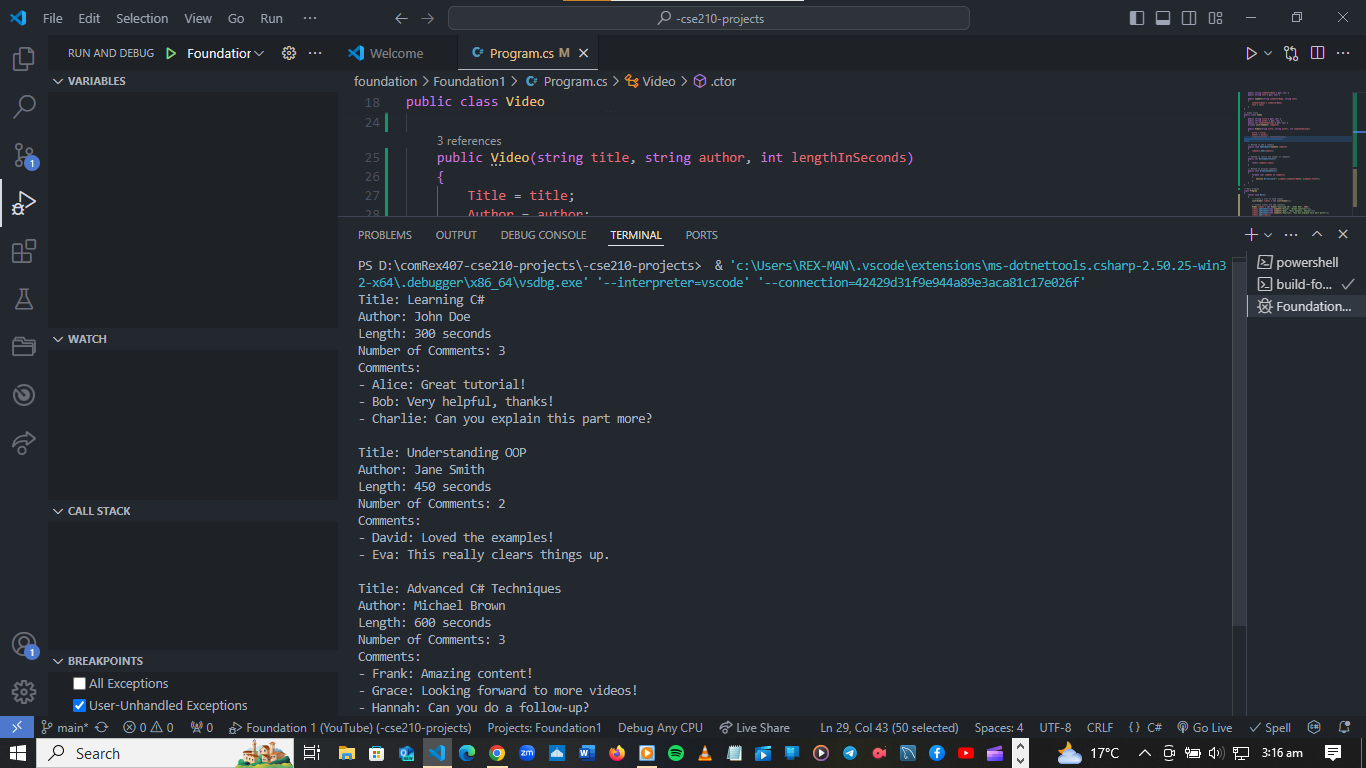 File Edit Selection View Go Run ··· -cse210-projects
RUN AND DEBUG Foundation ···
Welcome
C# Program.cs M
foundation > Foundation1 > C# Program.cs > Video > .ctor
VARIABLES
WATCH
CALL STACK
BREAKPOINTS
All Exceptions
User-Unhandled Exceptions
1
1
18 public class Video
24
3 references
25 public Video(string title, string author, int lengthInSeconds)
26 {
27 Title = title;
28 Author = author;
PROBLEMS OUTPUT DEBUG CONSOLE TERMINAL PORTS
PS D:\comRex407-cse210-projects\-cse210-projects> & 'c:\Users\REX-MAN\.vscode\extensions\ms-dotnettools.csharp-2.50.25-win3
2-x64\.debugger\x86_64\vsdbg.exe' '--interpreter=vscode' '--connection=42429d31f9e944a89e3aca81c17e026f'
Title: Learning C#
Author: John Doe
Length: 300 seconds
Number of Comments: 3
Comments:
- Alice: Great tutorial!
- Bob: Very helpful, thanks!
- Charlie: Can you explain this part more?
Title: Understanding OOP
Author: Jane Smith
Length: 450 seconds
Number of Comments: 2
Comments:
- David: Loved the examples!
- Eva: This really clears things up.
Title: Advanced C# Techniques
Author: Michael Brown
Length: 600 seconds
Number of Comments: 3
Comments:
- Frank: Amazing content!
- Grace: Looking forward to more videos!
- Hannah: Can you do a follow-up?
powershell
build-fo...
Foundation...
main* 0 0 0 Foundation 1 (YouTube) (-cse210-projects) Projects: Foundation1 Debug Any CPU Live Share Ln 29, Col 43 (50 selected) Spaces: 4 UTF-8 CRLF {} C# Go Live Spell
Search 17°C 3:16 am